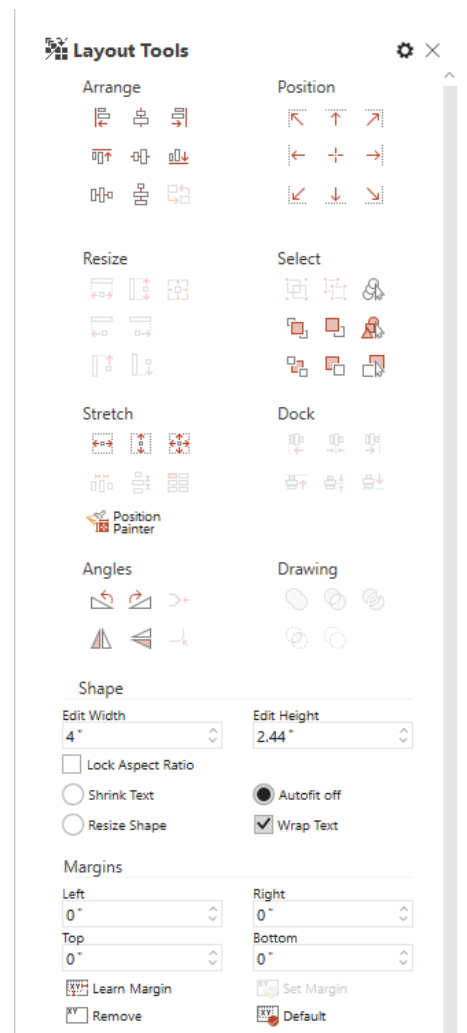 Layout Tools
Arrange Position
Resize Select
Stretch Dock
Position
Painter
Angles Drawing
Shape
Edit Width Edit Height
4 " 2.44 "
Lock Aspect Ratio
Shrink Text Autofit off
Resize Shape Wrap Text
Margins
Left Right
0 " 0 "
Top Bottom
0 " 0 "
Learn Margin Set Margin
Remove Default